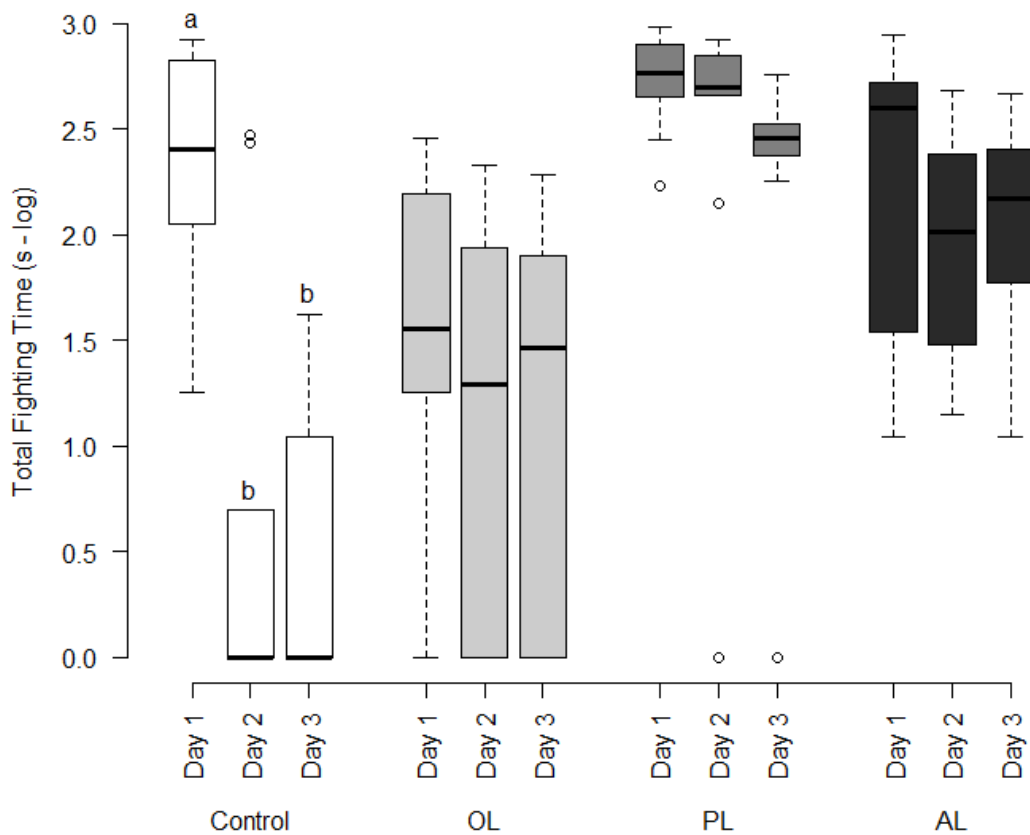 Total Fighting Time (s - log)
3.0
2.5
2.0
1.5
1.0
0.5
0.0
a
b
b
Day 1
Day 2
Day 3
Day 1
Day 2
Day 3
Day 1
Day 2
Day 3
Day 1
Day 2
Day 3
Control
OL
PL
AL